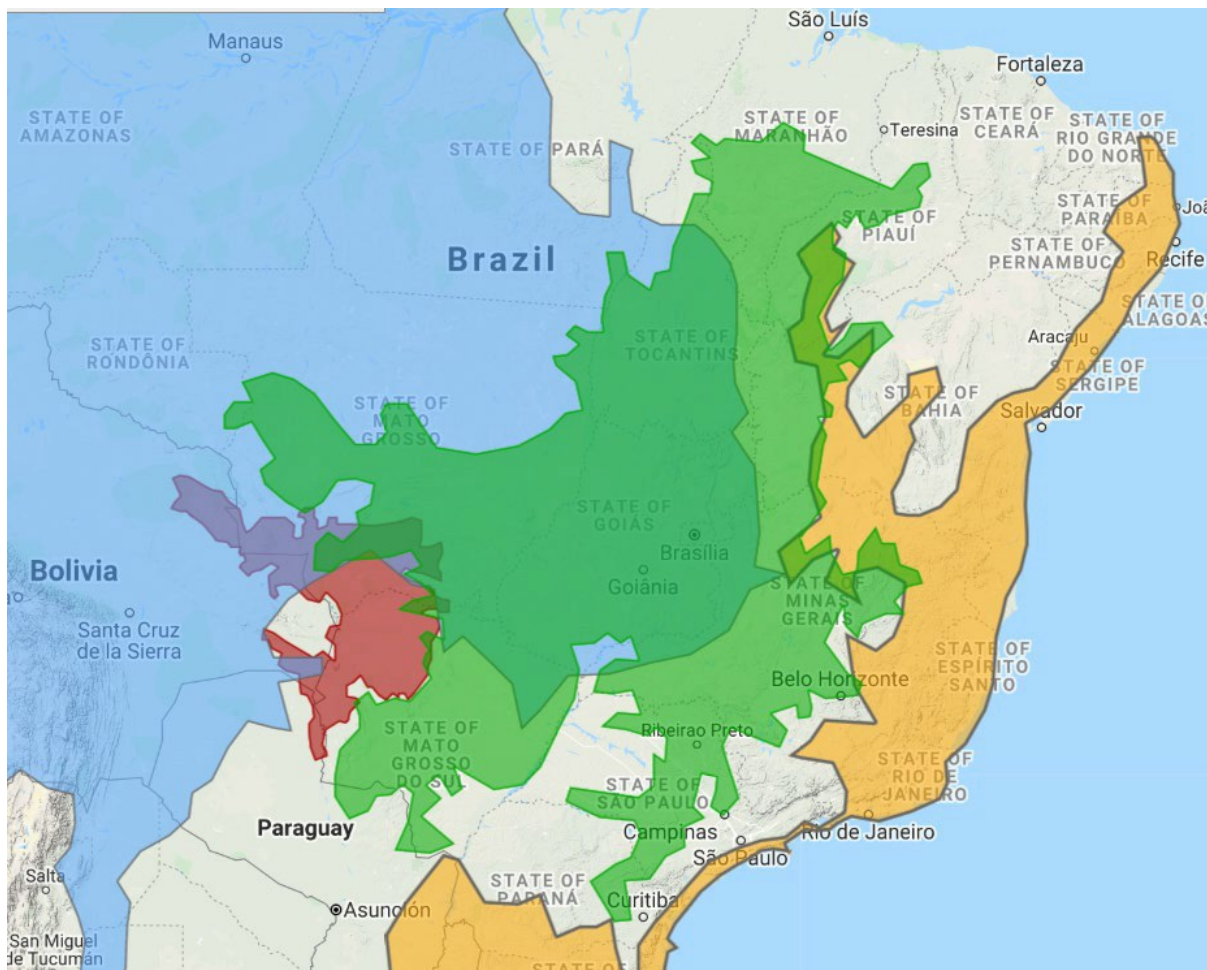 São Luís
Manaus
Fortaleza
STATE OF
AMAZONAS
STATE OF
MARANHÃO
Teresina
STATE OF
CEARÁ
STATE OF
RIO GRANDE
DO NORTE
STATE OF PARÁ
STATE OF
PARAÍBA
Joã
STATE OF
PIAUÍ
STATE OF
PERNAMBUCO
Recife
Brazil
STATE OF
ALAGOAS
STATE OF
RONDÔNIA
STATE OF
TOCANTINS
Aracaju
STATE OF
SERGIPE
STATE OF
MATO
GROSSO
STATE OF
BAHIA
Salvador
STATE OF
GOIÁS
Brasília
Bolivia
Goiânia
STATE OF
MINAS
GERAIS
Santa Cruz
de la Sierra
STATE OF
ESPÍRITO
SANTO
Belo Horizonte
STATE OF
MATO
GROSSO
DO SUL
Ribeirao Preto
STATE OF
RIO DE
JANEIRO
STATE OF
SÃO PAULO
Paraguay
Campinas
Rio de Janeiro
São Paulo
Salta
STATE OF
PARANÁ
Curitiba
Asunción
San Miguel
de Tucumán
STATE OF